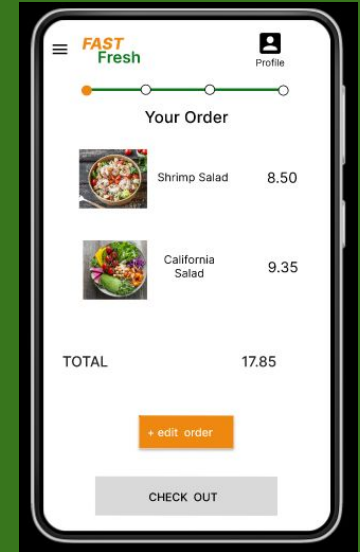 FAST
Fresh
Profile
Your Order
Shrimp Salad 8.50
California
Salad
9.35
TOTAL 17.85
+ edit order
CHECK OUT